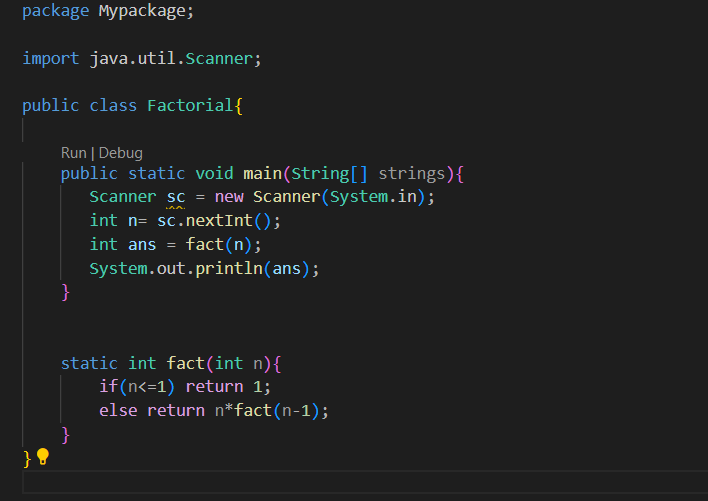 package Mypackage;
import java.util.Scanner;
public class Factorial{
Run | Debug
public static void main(String[] strings){
Scanner sc = new Scanner(System.in);
int n= sc.nextInt();
int ans = fact(n);
System.out.println(ans);
}
static int fact(int n){
if(n<=1) return 1;
else return n*fact(n-1);
}
}